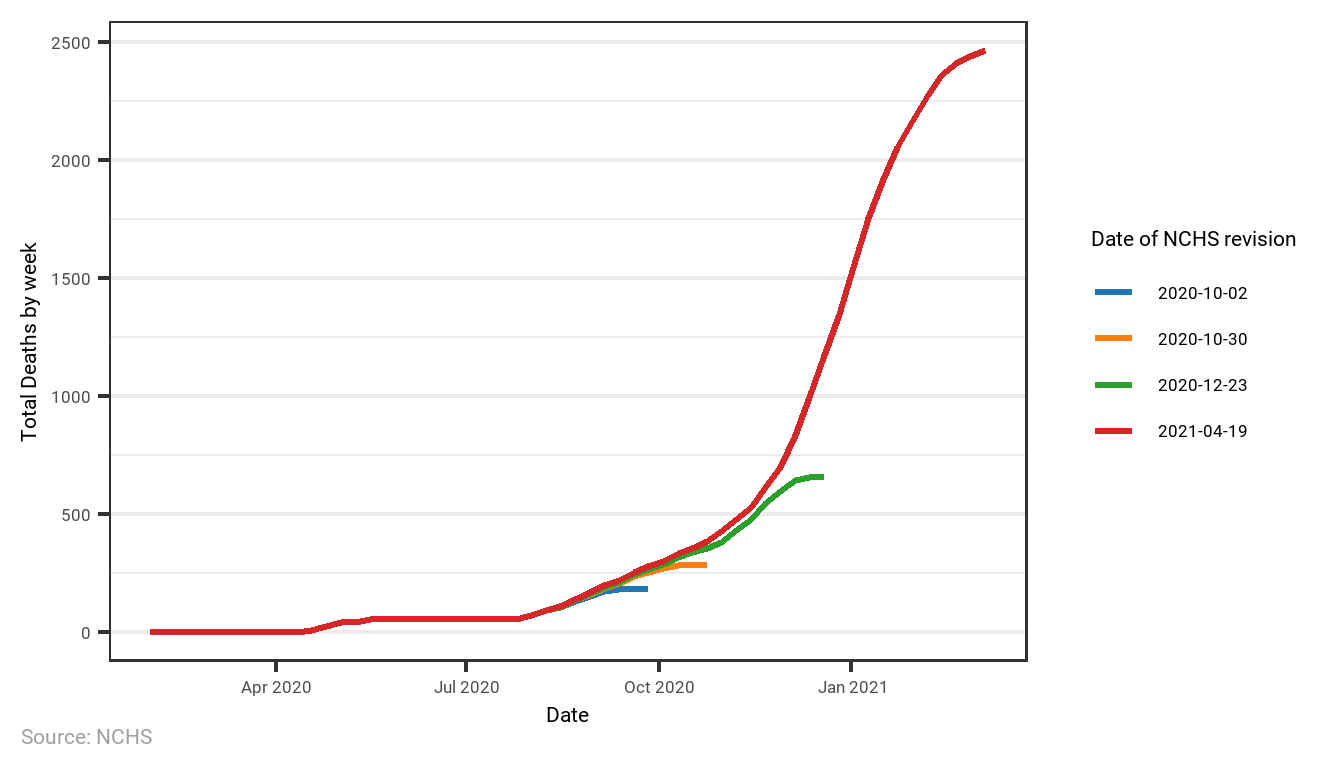 2500
2000
1500
1000
500
0
Total Deaths by week
Apr 2020
Jul 2020
Oct 2020
Jan 2021
Date
Date of NCHS revision
2020-10-02
2020-10-30
2020-12-23
2021-04-19
Source: NCHS